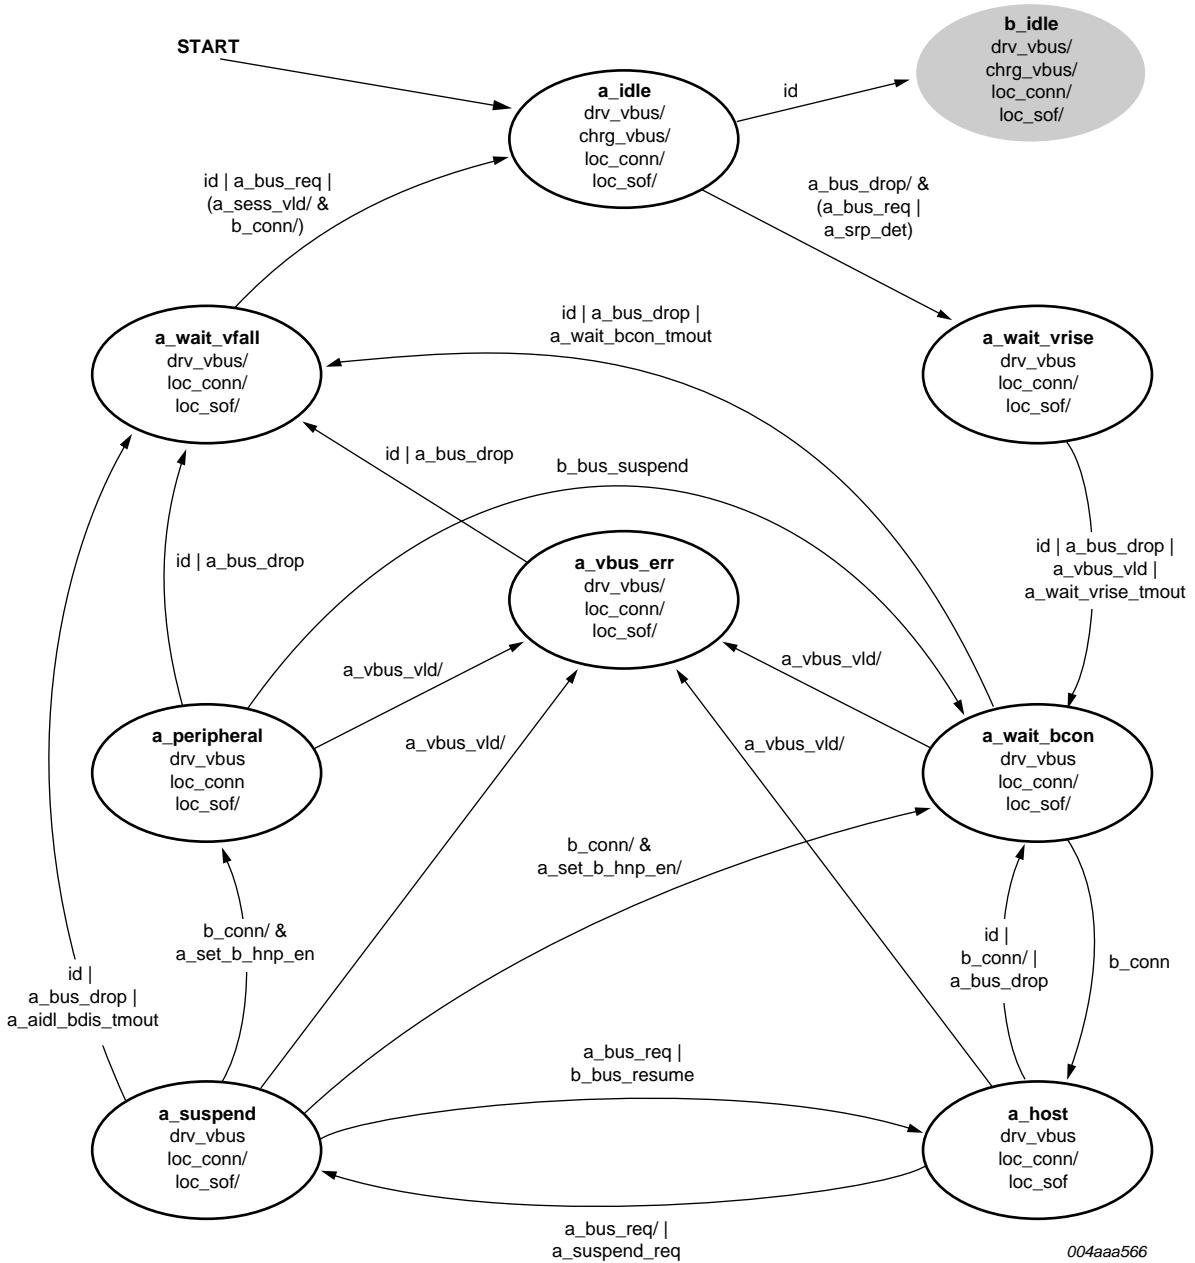 START
b_idle
drv_vbus/
chrg_vbus/
loc_conn/
loc_sof/
a_idle
drv_vbus/
chrg_vbus/
loc_conn/
loc_sof/
id
id | a_bus_req |
(a_sess_vld/ &
b_conn/)
a_bus_drop/ &
(a_bus_req |
a_srp_det)
a_wait_vfall
drv_vbus/
loc_conn/
loc_sof/
id | a_bus_drop |
a_wait_bcon_tmout
a_wait_vrise
drv_vbus
loc_conn/
loc_sof/
id | a_bus_drop
b_bus_suspend
id | a_bus_drop
a_vbus_err
drv_vbus/
loc_conn/
loc_sof/
id | a_bus_drop |
a_vbus_vld |
a_wait_vrise_tmout
a_vbus_vld/
a_vbus_vld/
a_peripheral
drv_vbus
loc_conn
loc_sof/
a_vbus_vld/
a_vbus_vld/
a_wait_bcon
drv_vbus
loc_conn/
loc_sof/
b_conn/ &
a_set_b_hnp_en/
b_conn/ &
a_set_b_hnp_en
id |
b_conn/ |
a_bus_drop
b_conn
id |
a_bus_drop |
a_aidl_bdis_tmout
a_bus_req |
b_bus_resume
a_suspend
drv_vbus
loc_conn/
loc_sof/
a_host
drv_vbus
loc_conn/
loc_sof
a_bus_req/ |
a_suspend_req
004aaa566